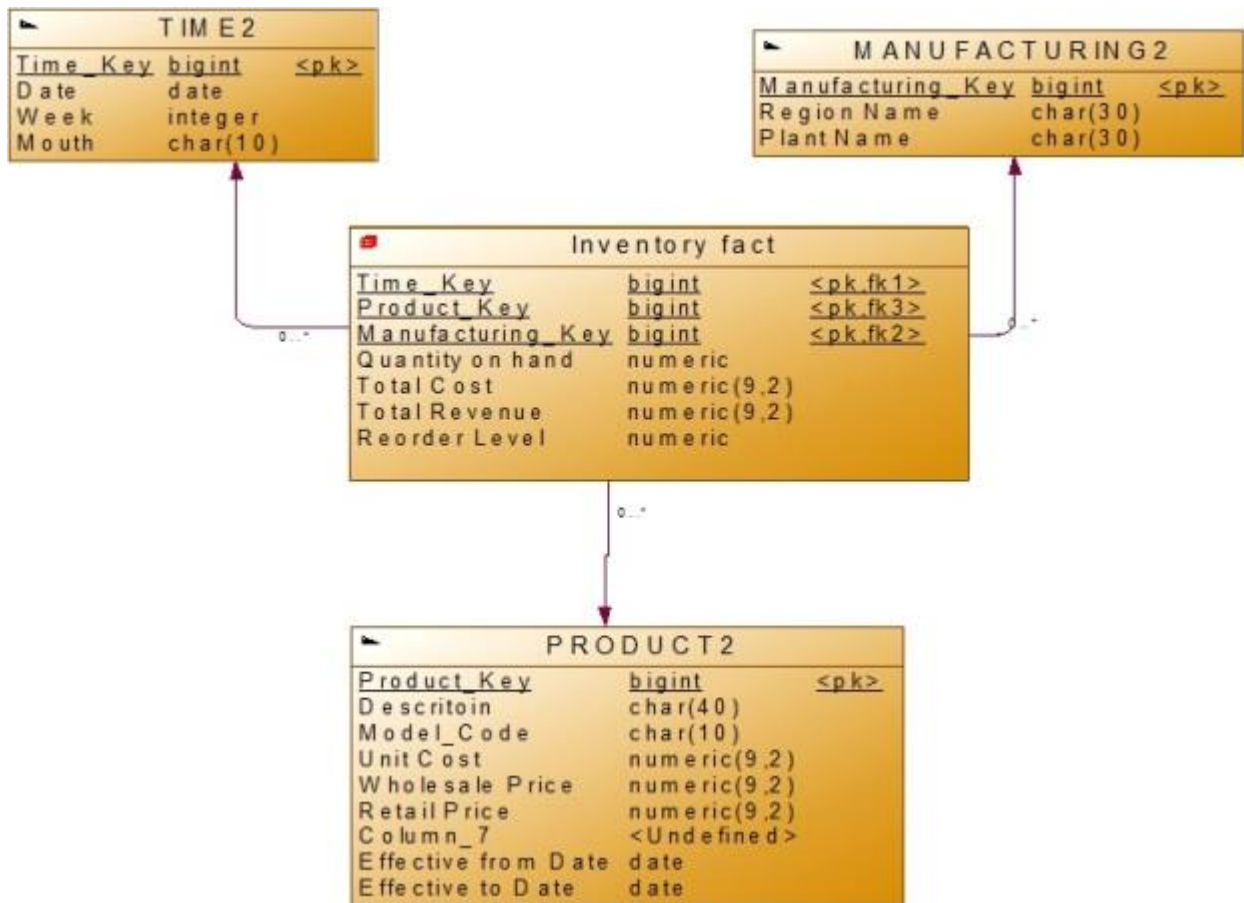 TIME2
Time_Key bigint <pk>
Date date
Week integer
Mouth char(10)
MANUFACTURING2
Manufacturing_Key bigint <pk>
Region Name char(30)
Plant Name char(30)
Inventory fact
Time_Key bigint <pk,fk1>
Product_Key bigint <pk,fk3>
Manufacturing_Key bigint <pk,fk2>
Quantity on hand numeric
Total Cost numeric(9,2)
Total Revenue numeric(9,2)
Reorder Level numeric
0...*
0...*
0...*
PRODUCT2
Product_Key bigint <pk>
Descritoin char(40)
Model_Code char(10)
Unit Cost numeric(9,2)
Wholesale Price numeric(9,2)
Retail Price numeric(9,2)
Column_7 <Undefined>
Effective from Date date
Effective to Date date